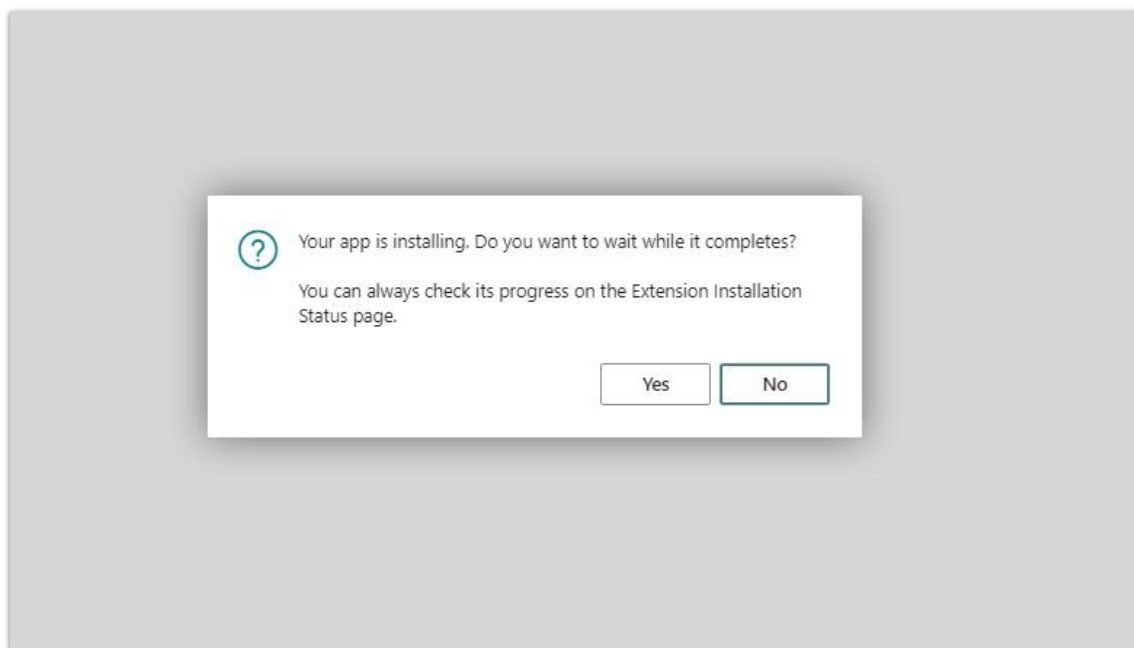 Your app is installing. Do you want to wait while it completes?
You can always check its progress on the Extension Installation
Status page.
Yes
No